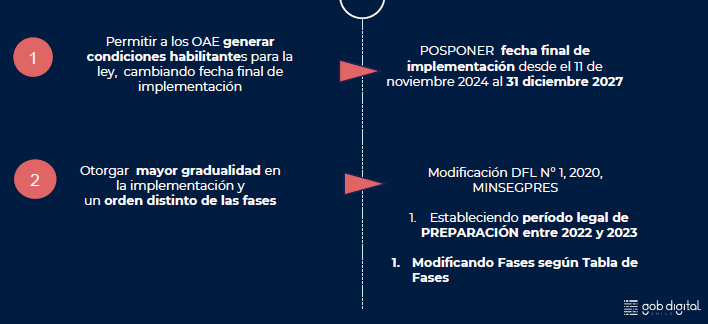 1
Permitir a los OAE generar
condiciones habilitantes para la
ley, cambiando fecha final de
implementación
POSPONER fecha final de
implementación desde el 11 de
noviembre 2024 al 31 diciembre 2027
2
Otorgar mayor gradualidad en
la implementación y
un orden distinto de las fases
Modificación DFL N° 1, 2020,
MINSEGPRES
1. Estableciendo período legal de
PREPARACIÓN entre 2022 y 2023
1. Modificando Fases según Tabla de
Fases
gob digital
CHILE